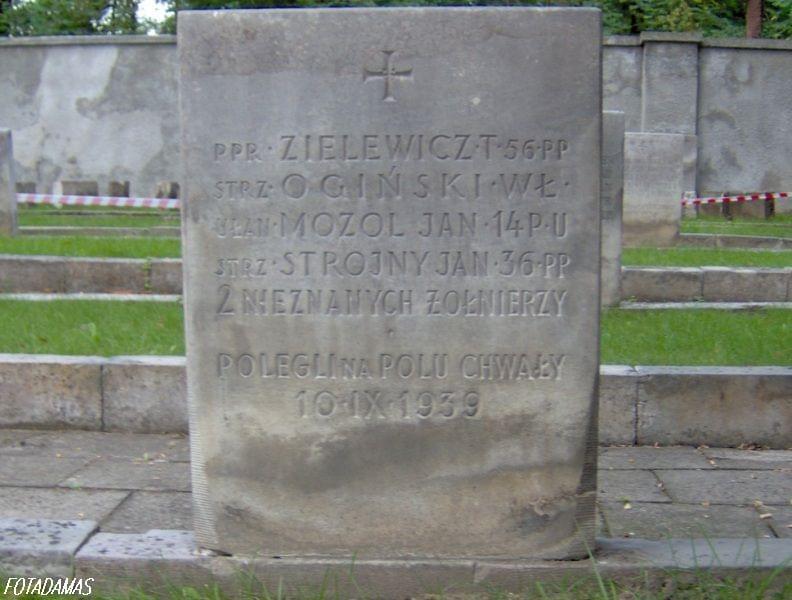 PPR · ZIELEWICZ·T·56·PP
STRZ · OGIŃSKI·WŁ·
UŁAN·MOZOL JAN·14·P·U
STRZ·STROJNY JAN·36·PP
2 NIEZNANYCH ŻOŁNIERZY
POLEGLI NA POLU CHWAŁY
10·IX·1939
FOTADAMAS